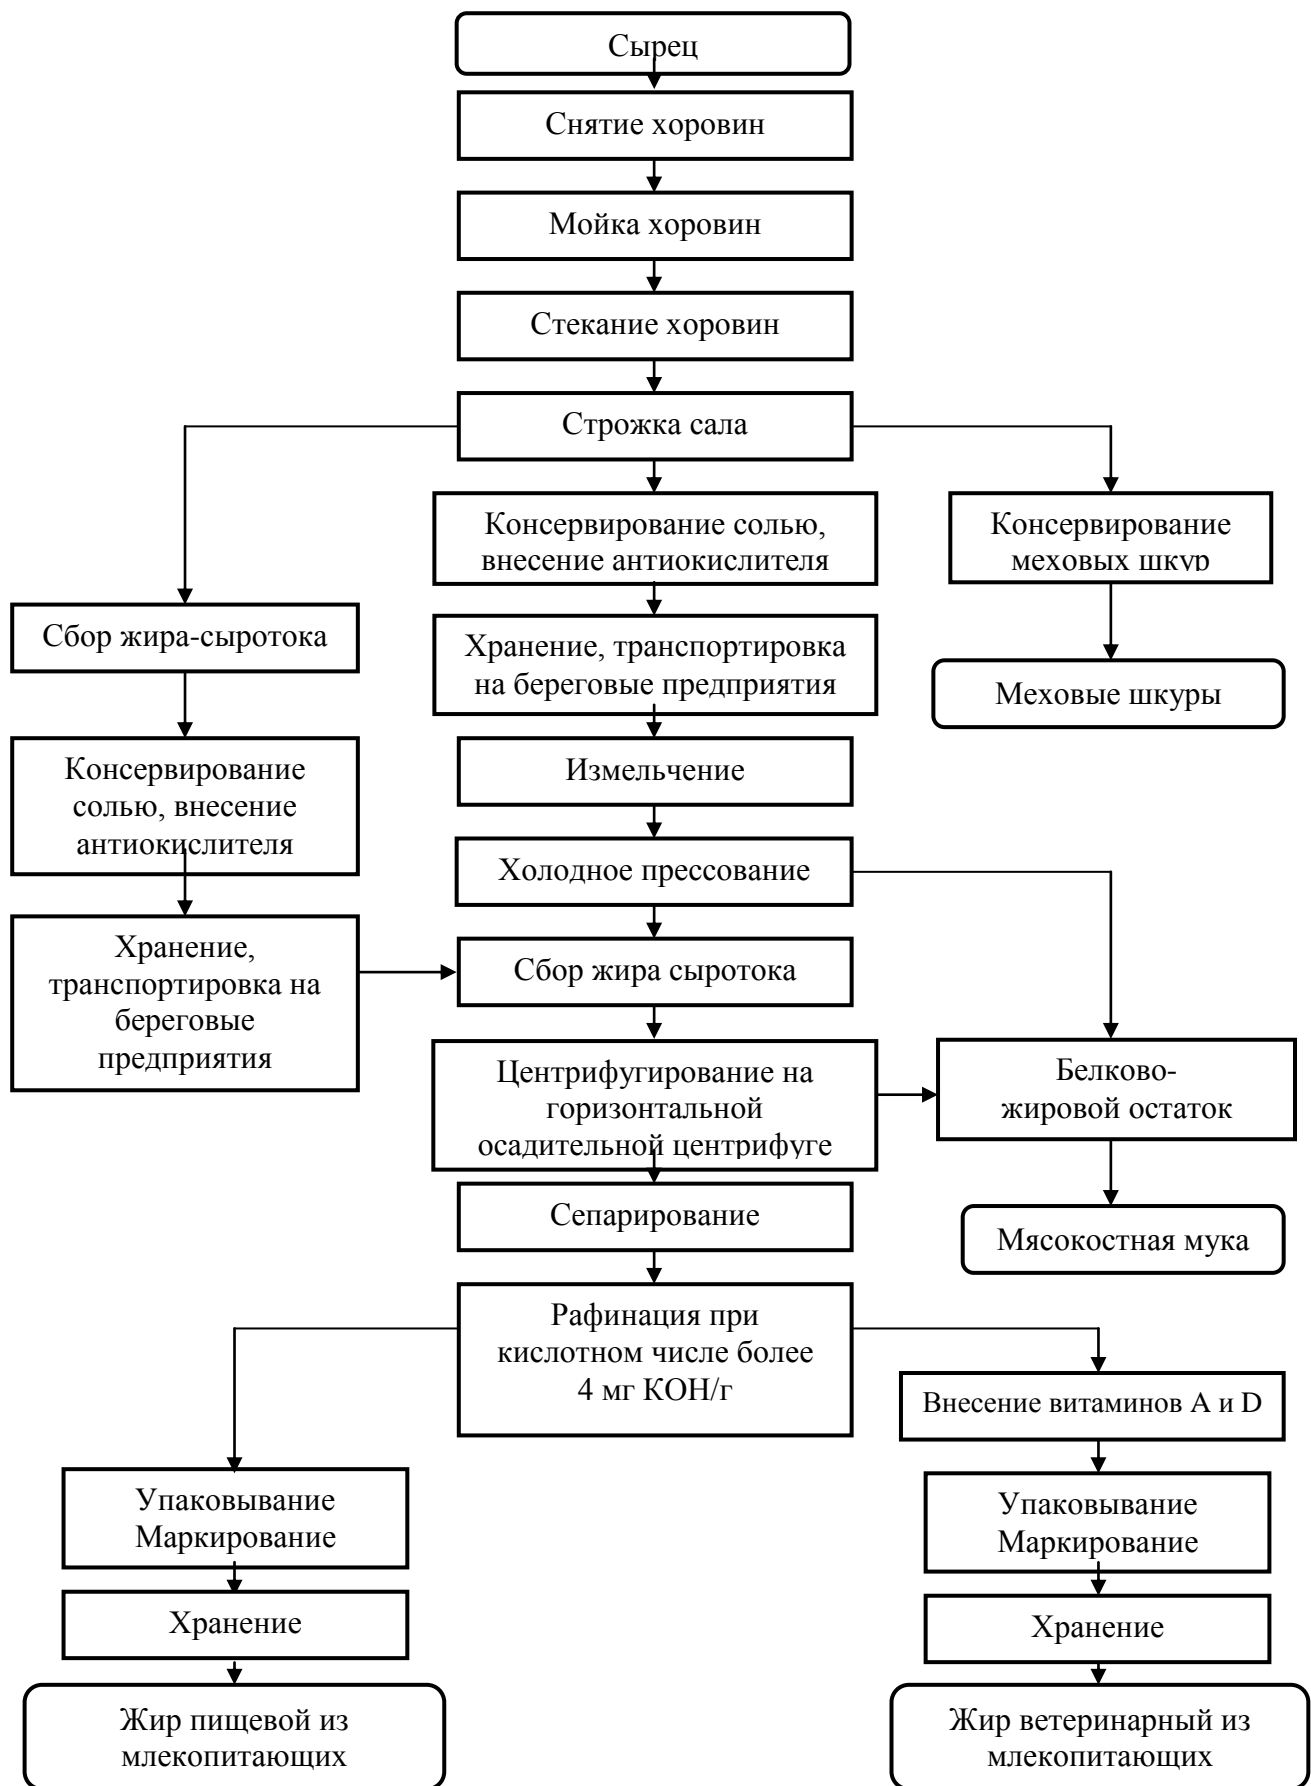 Сырец
Снятие хоровин
Мойка хоровин
Стекание хоровин
Строжка сала
Консервирование солью,
внесение антиокислителя
Консервирование
меховых шкур
Сбор жира-сыротока
Хранение, транспортировка
на береговые предприятия
Меховые шкуры
Консервирование
солью, внесение
антиокислителя
Измельчение
Холодное прессование
Хранение,
транспортировка на
береговые
предприятия
Сбор жира сыротока
Центрифугирование на
горизонтальной
осадительной центрифуге
Белково-
жировой остаток
Сепарирование
Мясокостная мука
Рафинация при
кислотном числе более
4 мг КОН/г
Внесение витаминов А и D
Упаковывание
Маркирование
Упаковывание
Маркирование
Хранение
Хранение
Жир пищевой из
млекопитающих
Жир ветеринарный из
млекопитающих